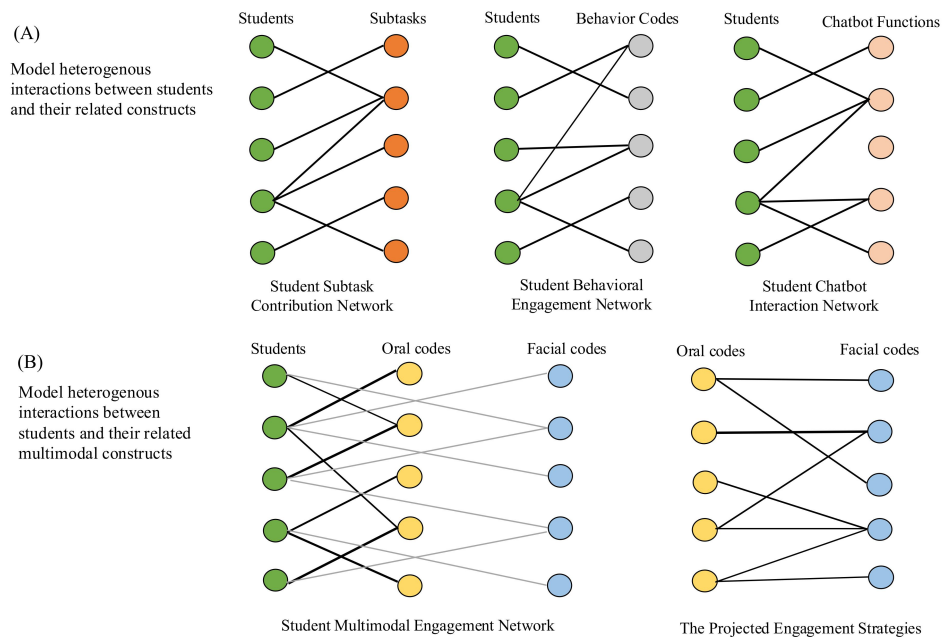 (A)
Model heterogenous
interactions between students
and their related constructs
Students
Subtasks
Student Subtask
Contribution Network
Students
Behavior Codes
Student Behavioral
Engagement Network
Students
Chatbot Functions
Student Chatbot
Interaction Network
(B)
Model heterogenous
interactions between
students and their related
multimodal constructs
Students
Oral codes
Facial codes
Student Multimodal Engagement Network
Oral codes
Facial codes
The Projected Engagement Strategies